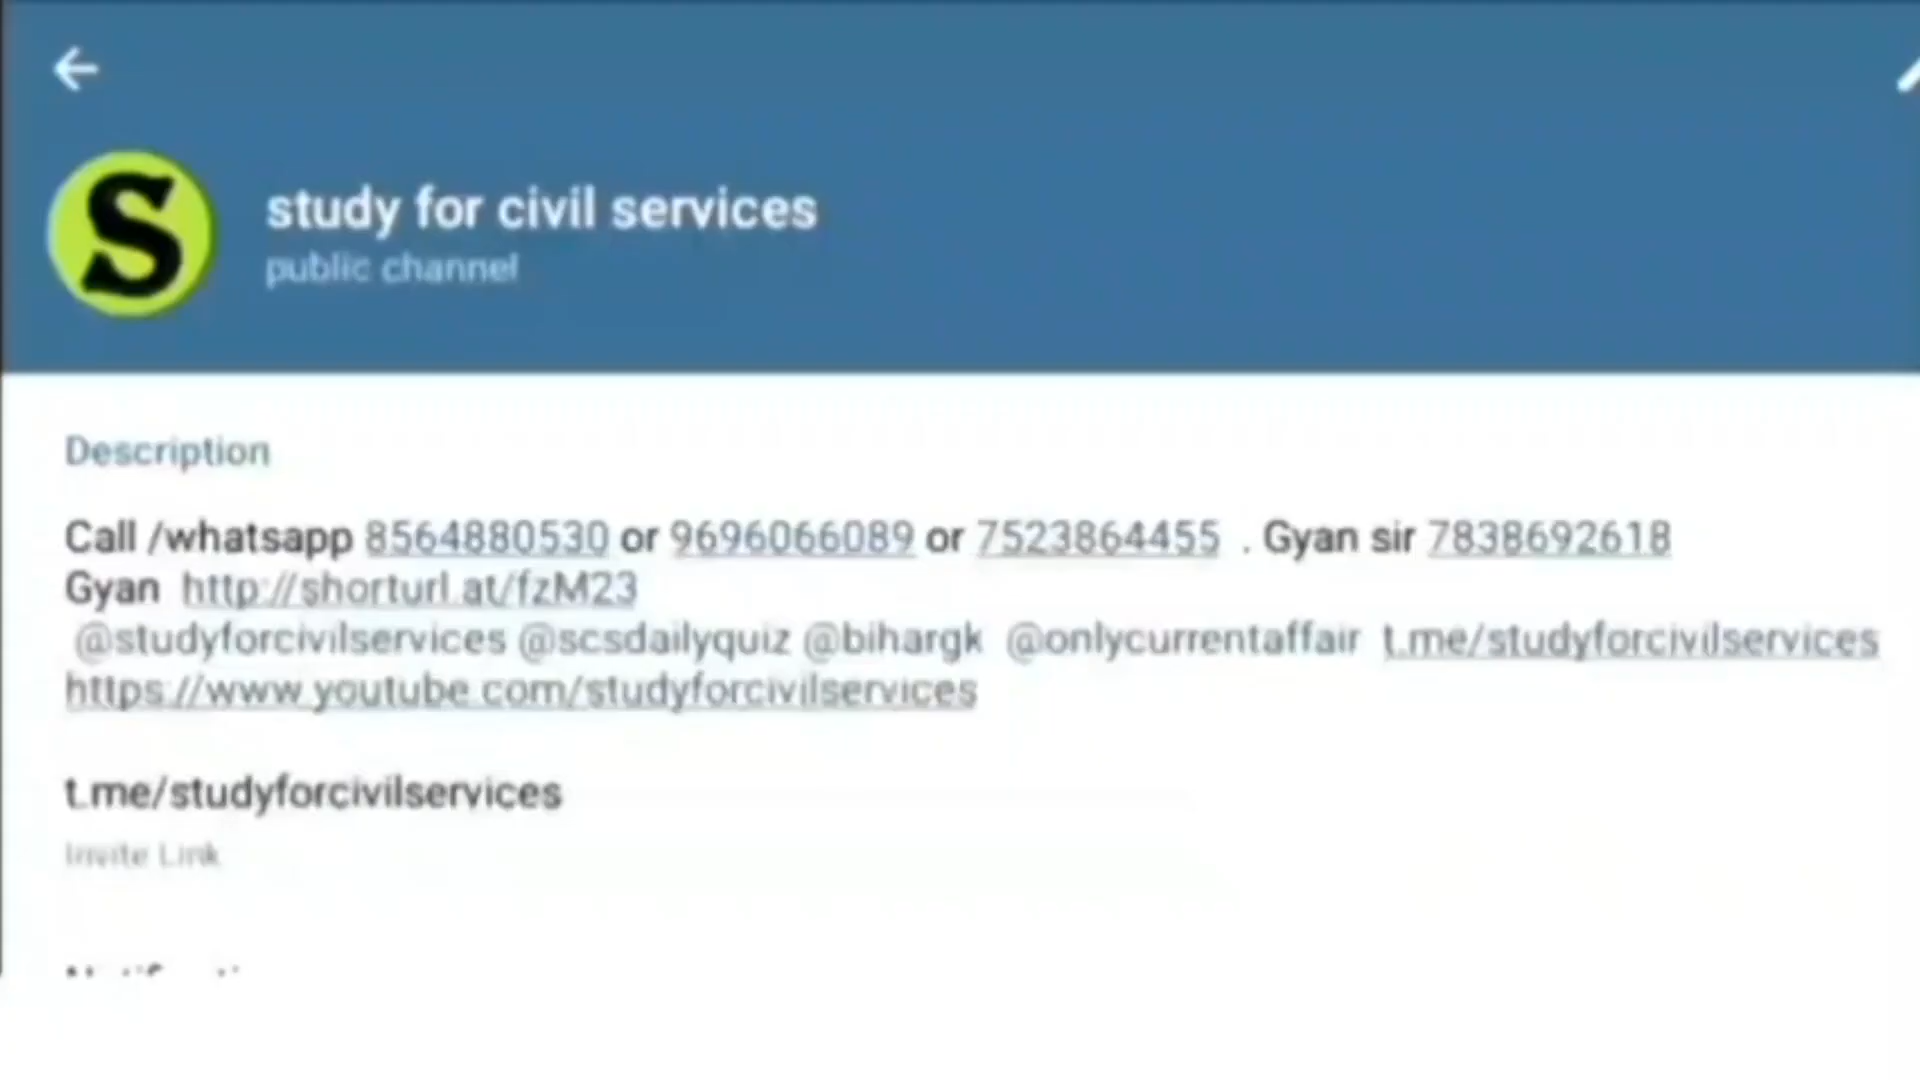 S
study for civil services
public channel
Description
Call /whatsapp 8564880530 or 9696066089 or 7523864455 . Gyan sir 7838692618
Gyan http://shorturl.at/fzM23
@studyforcivilservices @scsdailyquiz @bihargk @onlycurrentaffair t.me/studyforcivilservices
https://www.youtube.com/studyforcivilservices
t.me/studyforcivilservices
Invite Link